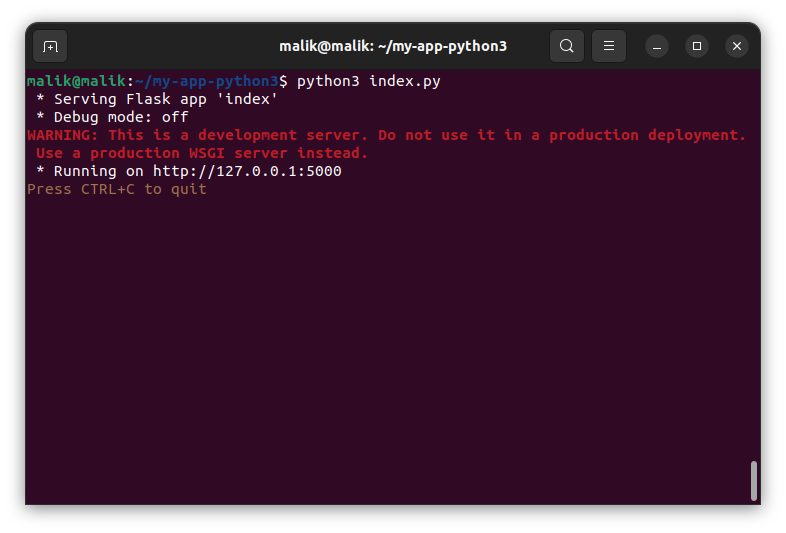 malik@malik: ~/my-app-python3
malik@malik:~/my-app-python3$ python3 index.py
 * Serving Flask app 'index'
 * Debug mode: off
WARNING: This is a development server. Do not use it in a production deployment.
 Use a production WSGI server instead.
 * Running on http://127.0.0.1:5000
Press CTRL+C to quit